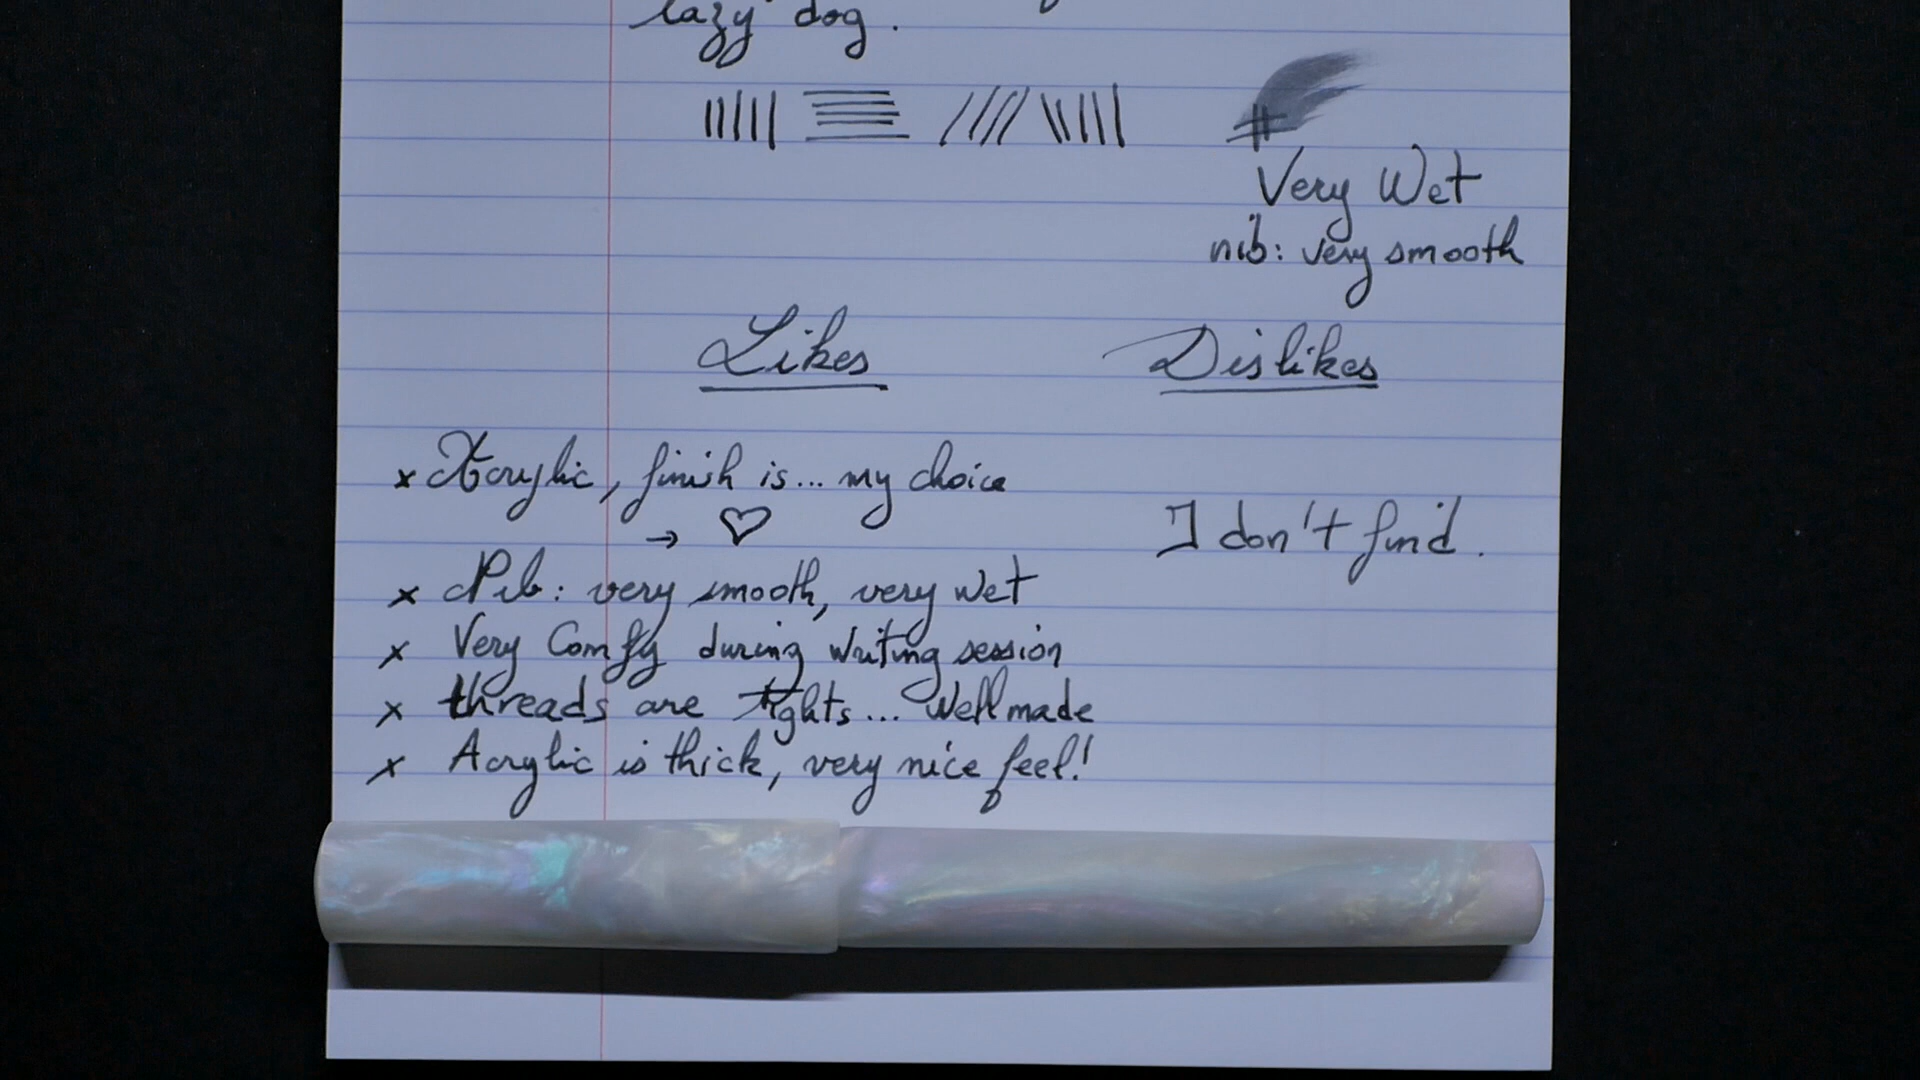 lazy dog.
Very Wet
nib: very smooth
Likes
Dislikes
x Acrylic, finish is... my choice
→ ♡
x Nib: very smooth, very wet
x Very Comfy during writing session
x threads are tights... Well made
x Acrylic is thick, very nice feel!
I don't find.